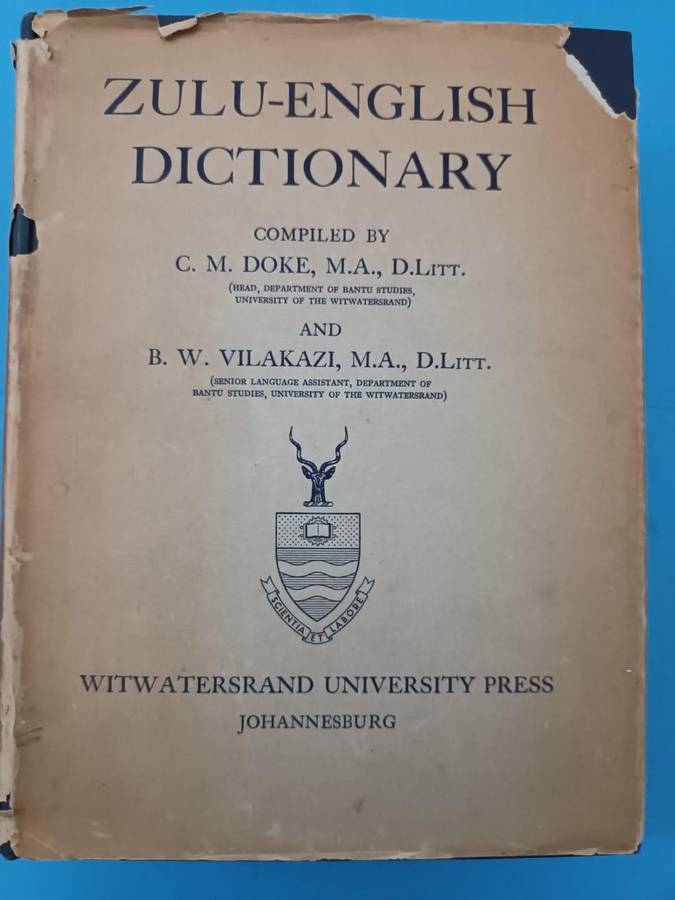 ZULU-ENGLISH
DICTIONARY
COMPILED BY
C. M. DOKE, M.A., D.LITT.
(HEAD, DEPARTMENT OF BANTU STUDIES,
UNIVERSITY OF THE WITWATERSRAND)
AND
B. W. VILAKAZI, M.A., D.LITT.
(SENIOR LANGUAGE ASSISTANT, DEPARTMENT OF
BANTU STUDIES, UNIVERSITY OF THE WITWATERSRAND)
SCIENTIA ET LABORE
WITWATERSRAND UNIVERSITY PRESS
JOHANNESBURG